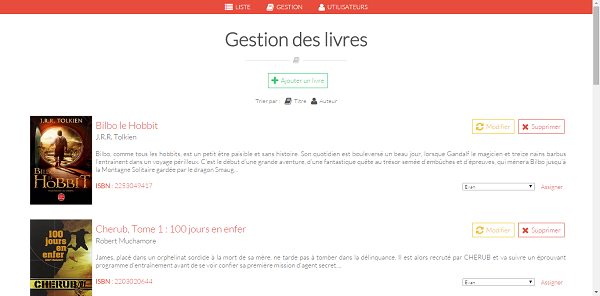 LISTE GESTION UTILISATEURS
Gestion des livres
Ajouter un livre
Trier par : Titre Auteur
J.R.R. TOLKIEN
BILBO
LE HOBBIT
Bilbo le Hobbit
Modifier Supprimer
J.R.R. Tolkien
Bilbo, comme tous les hobbits, est un petit être paisible et sans histoire. Son quotidien est bouleversé un beau jour, lorsque Gandalf le magicien et treize nains barbus
l'entraînent dans un voyage périlleux. C'est le début d'une grande aventure, d'une fantastique quête au trésor semée d'embûches et d'épreuves, qui mènera Bilbo jusqu'à
la Montagne Solitaire gardée par le dragon Smaug...
ISBN : 2253049417
Assigner
100
jours
en enfer
CHERUB
Cherub, Tome 1 : 100 jours en enfer
Modifier Supprimer
Robert Muchamore
James, placé dans un orphelinat sordide à la mort de sa mère, ne tarde pas à tomber dans la délinquance. Il est alors recruté par CHERUB et va suivre un éprouvant
programme d'entraînement avant de se voir confier sa première mission d'agent secret...
ISBN : 2203020644
Assigner